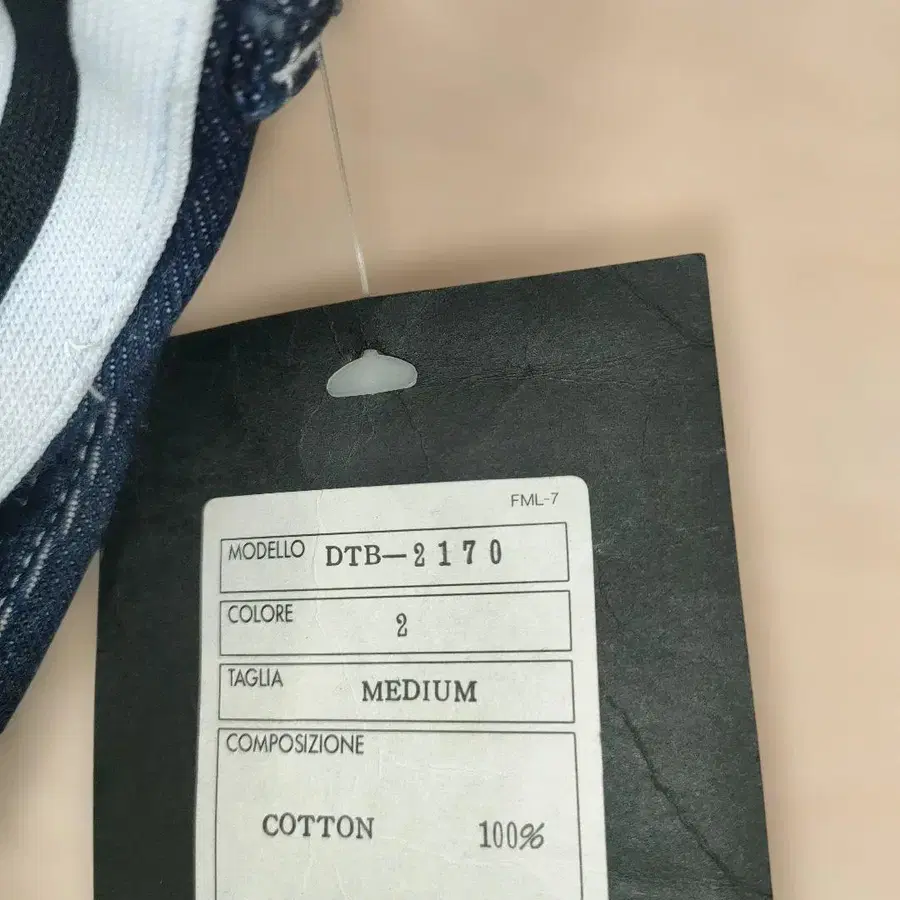 FML-7
MODELLO DTB—2170
COLORE 2
TAGLIA MEDIUM
COMPOSIZIONE
COTTON 100%